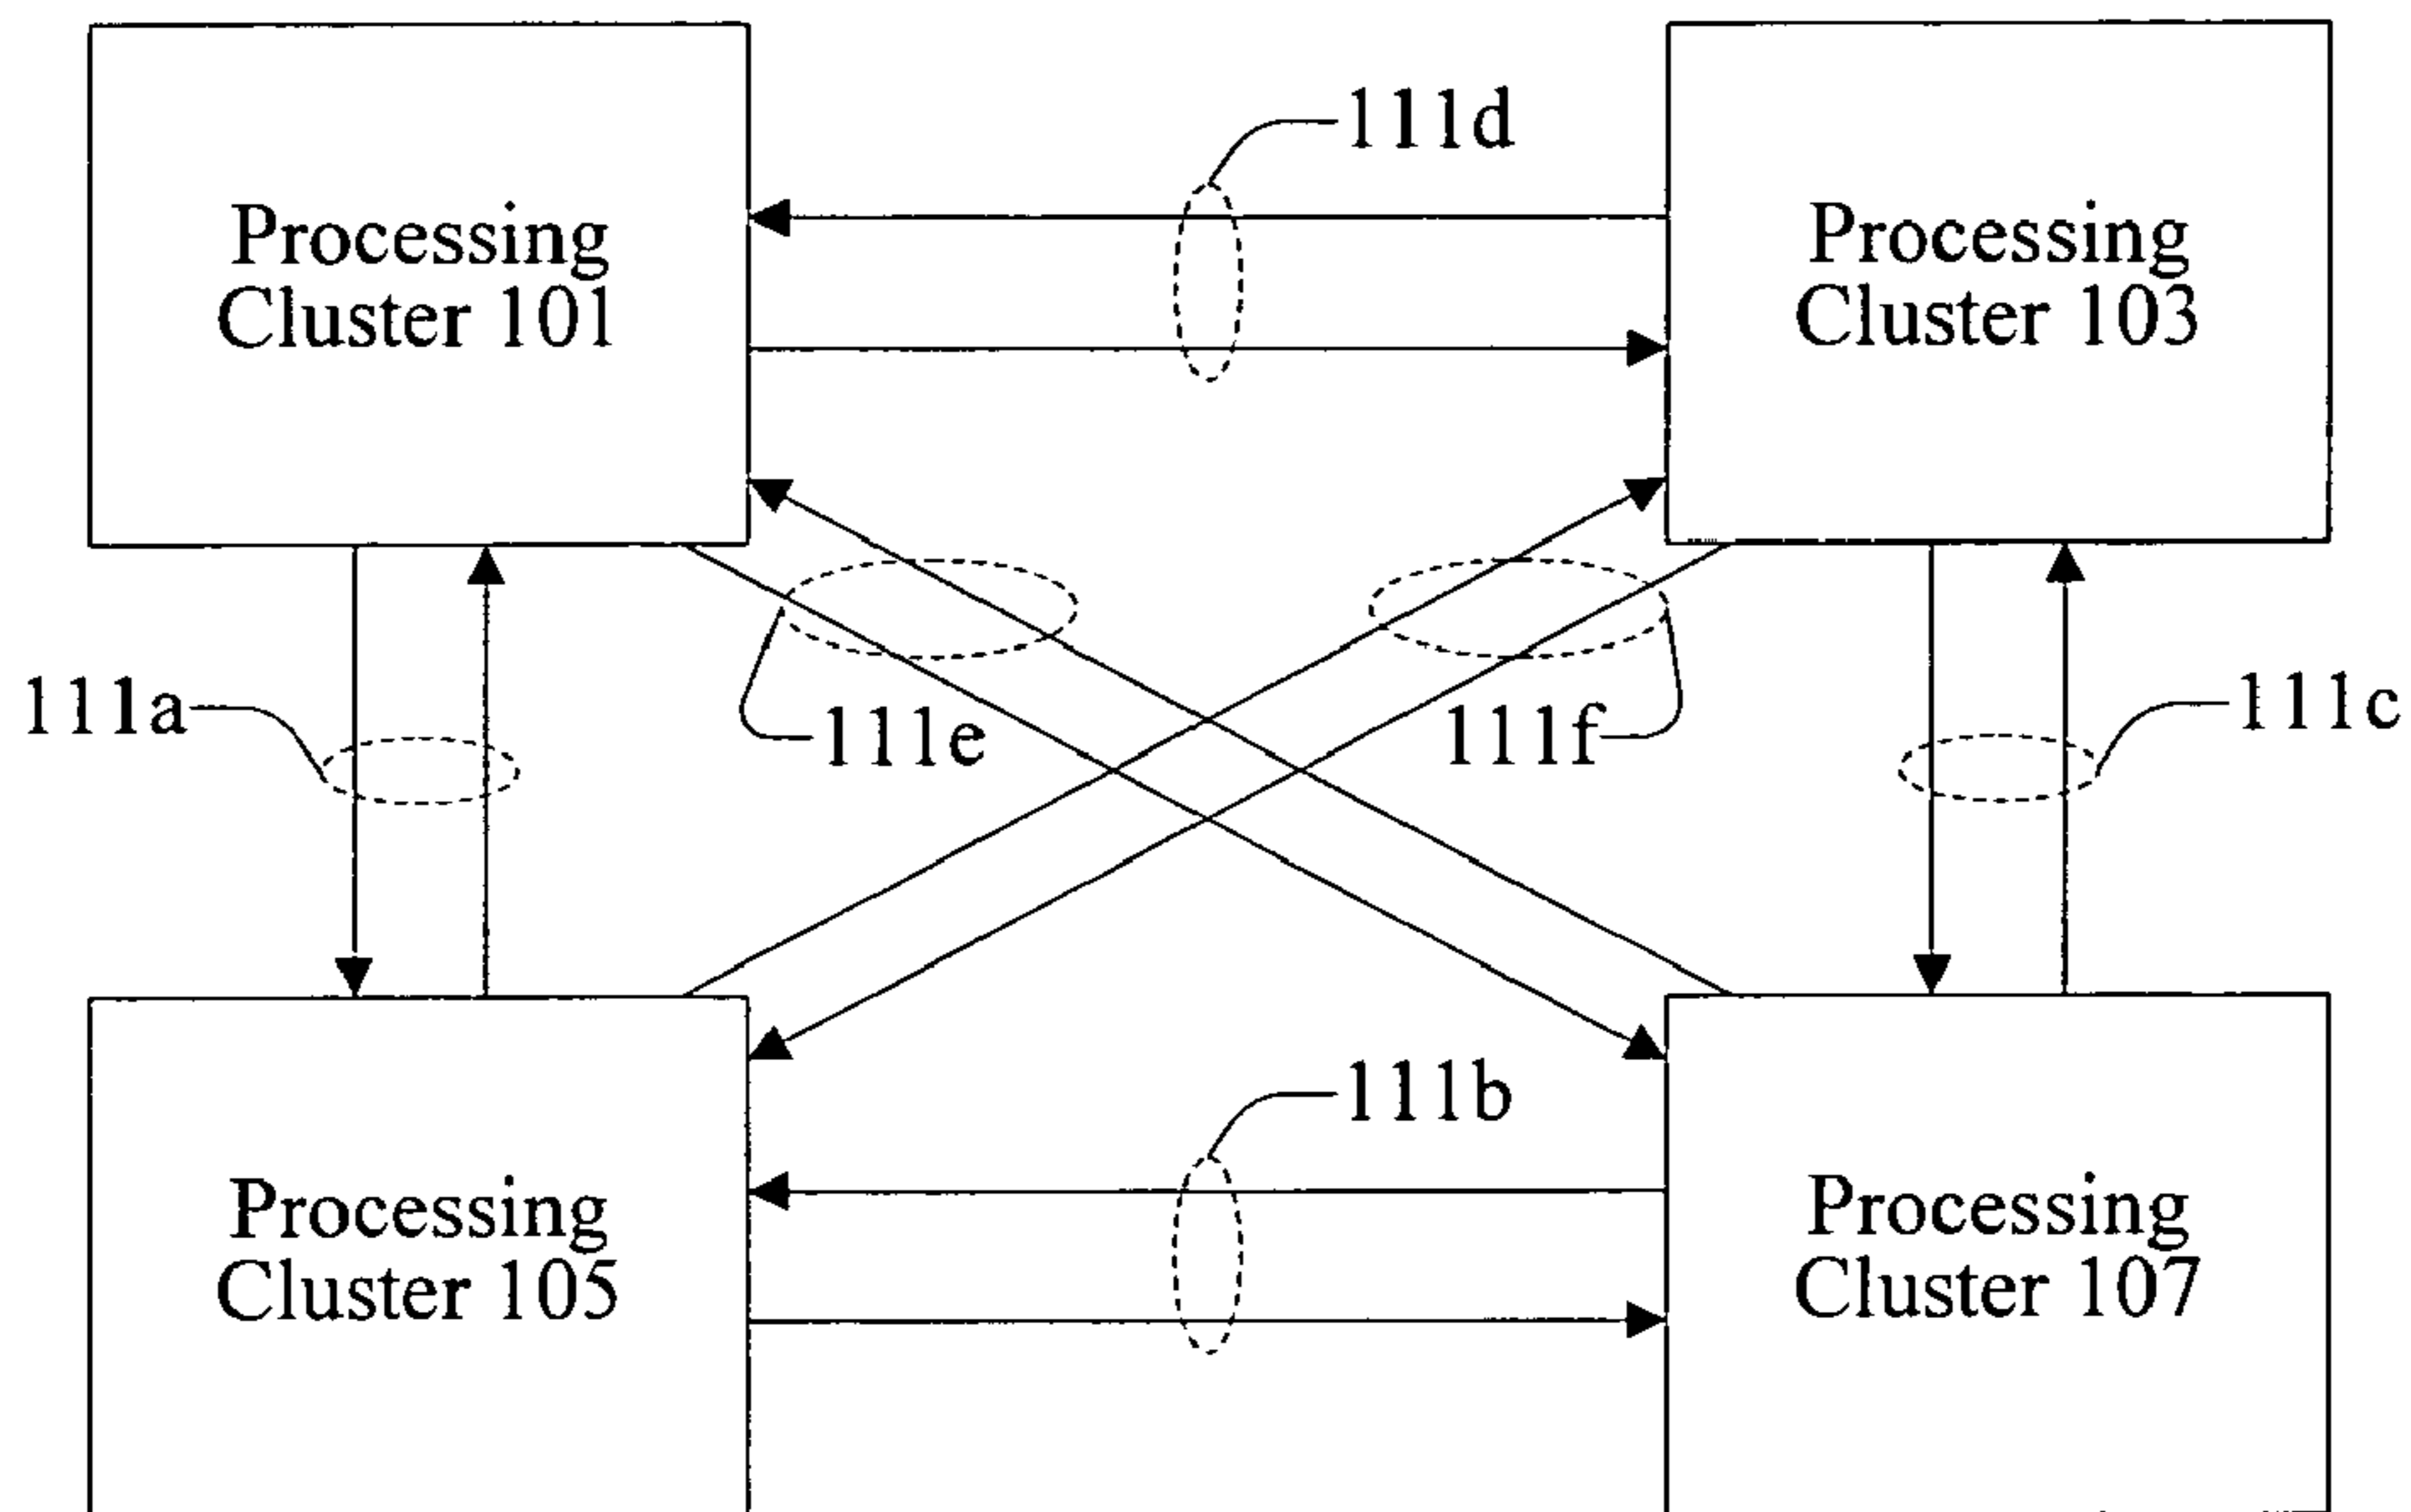 111d
Processing
Cluster 101
Processing
Cluster 103
111a
111e
111f
111c
111b
Processing
Cluster 105
Processing
Cluster 107